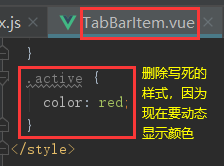 x.js
TabBarItem.vue
}
.active {
color: red;
}
</style>
删除写死的
样式，因为
现在要动态
显示颜色